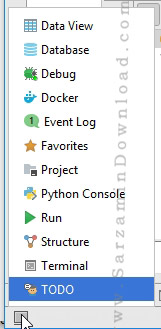 Data View
Database
Debug
Docker
Event Log
Favorites
Project
Python Console
Run
Structure
Terminal
TODO
www.SarzaminDownload.com